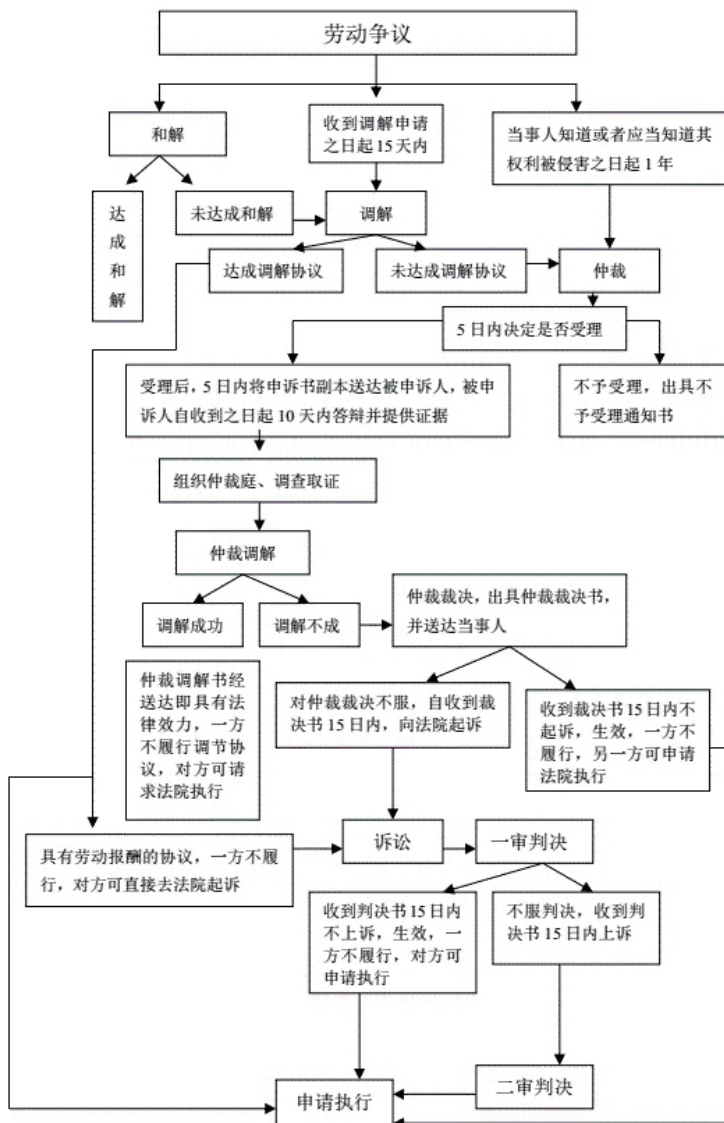 劳动争议
和解
收到调解申请
之日起 15 天内
当事人知道或者应当知道其
权利被侵害之日起 1 年
达
成
和
解
未达成和解
调解
达成调解协议
未达成调解协议
仲裁
5 日内决定是否受理
受理后，5 日内将申诉书副本送达被申诉人，被申
诉人自收到之日起 10 天内答辩并提供证据
不予受理，出具不
予受理通知书
组织仲裁庭、调查取证
仲裁调解
调解成功
调解不成
仲裁裁决，出具仲裁裁决书，
并送达当事人
仲裁调解书经
送达即具有法
律效力，一方
不履行调节协
议，对方可请
求法院执行
对仲裁裁决不服，自收到裁
决书 15 日内，向法院起诉
收到裁决书 15 日内不
起诉，生效，一方不
履行，另一方可申请
法院执行
具有劳动报酬的协议，一方不履
行，对方可直接去法院起诉
诉讼
一审判决
收到判决书 15 日内
不上诉，生效，一
方不履行，对方可
申请执行
不服判决，收到判
决书 15 日内上诉
二审判决
申请执行